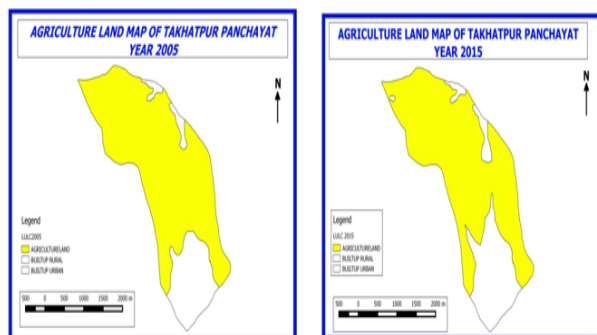 AGRICULTURE LAND MAP OF TAKHATPUR PANCHAYAT
YEAR 2005
N
Legend
LULC2005
AGRICULTURELAND
BUILTUP RURAL
BUILTUP URBAN
500 0 500 1000 1500 2000 m
AGRICULTURE LAND MAP OF TAKHATPUR PANCHAYAT
YEAR 2015
N
Legend
LULC 2015
AGRICULTURELAND
BUILTUP RURAL
BUILTUP URBAN
500 0 500 1000 1500 2000 m